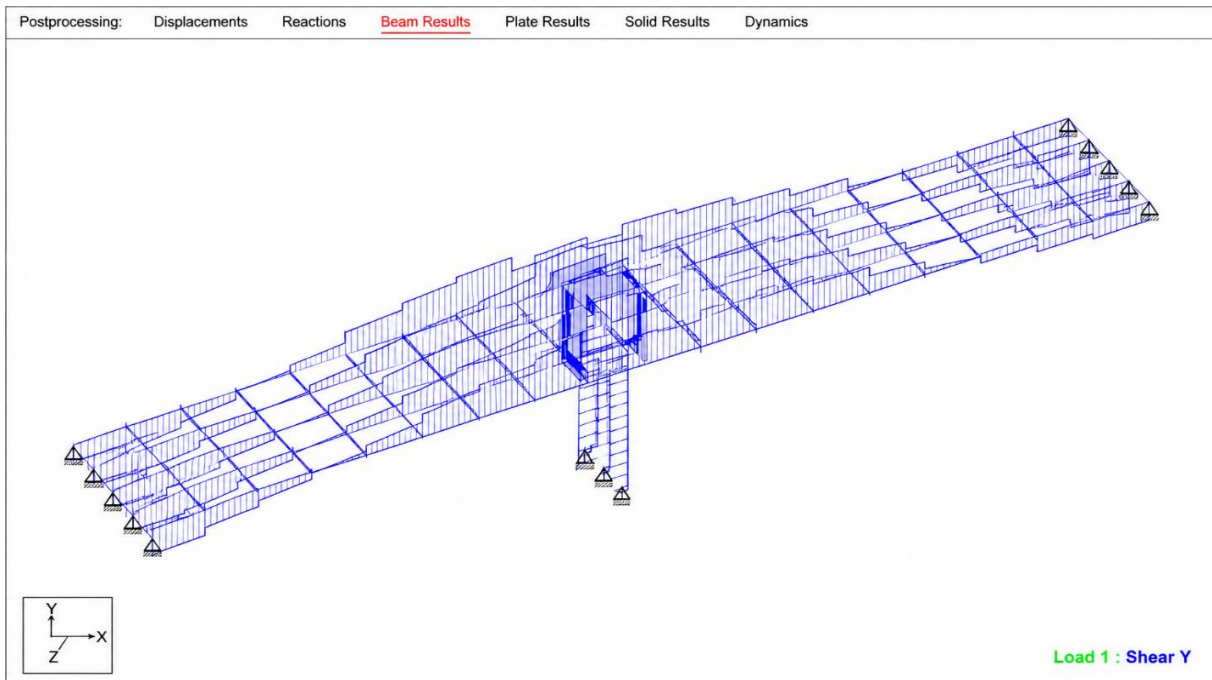 Postprocessing: Displacements Reactions Beam Results Plate Results Solid Results Dynamics
Y
X
Z
Load 1 : Shear Y